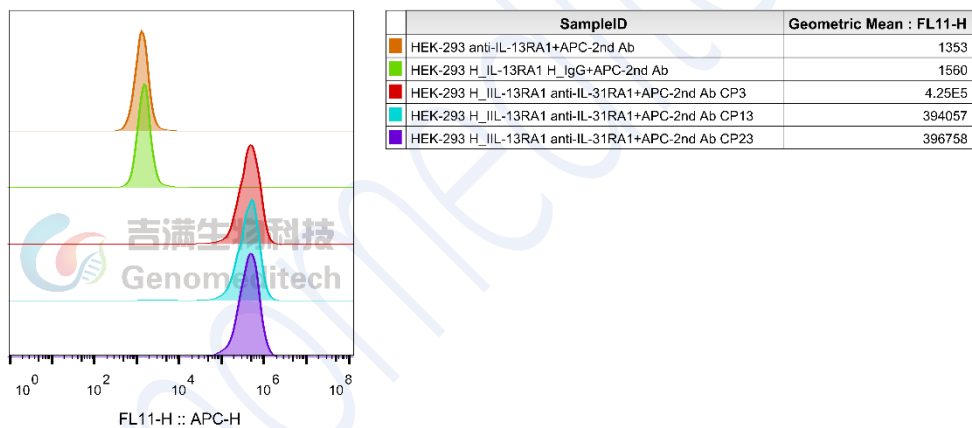 SampleID Geometric Mean : FL11-H
HEK-293 anti-IL-13RA1+APC-2nd Ab 1353
HEK-293 H_IL-13RA1 H_IgG+APC-2nd Ab 1560
HEK-293 H_IIL-13RA1 anti-IL-31RA1+APC-2nd Ab CP3 4.25E5
HEK-293 H_IIL-13RA1 anti-IL-31RA1+APC-2nd Ab CP13 394057
HEK-293 H_IIL-13RA1 anti-IL-31RA1+APC-2nd Ab CP23 396758
吉满生物科技
Genomeditech
10^0 10^2 10^4 10^6 10^8
FL11-H :: APC-H